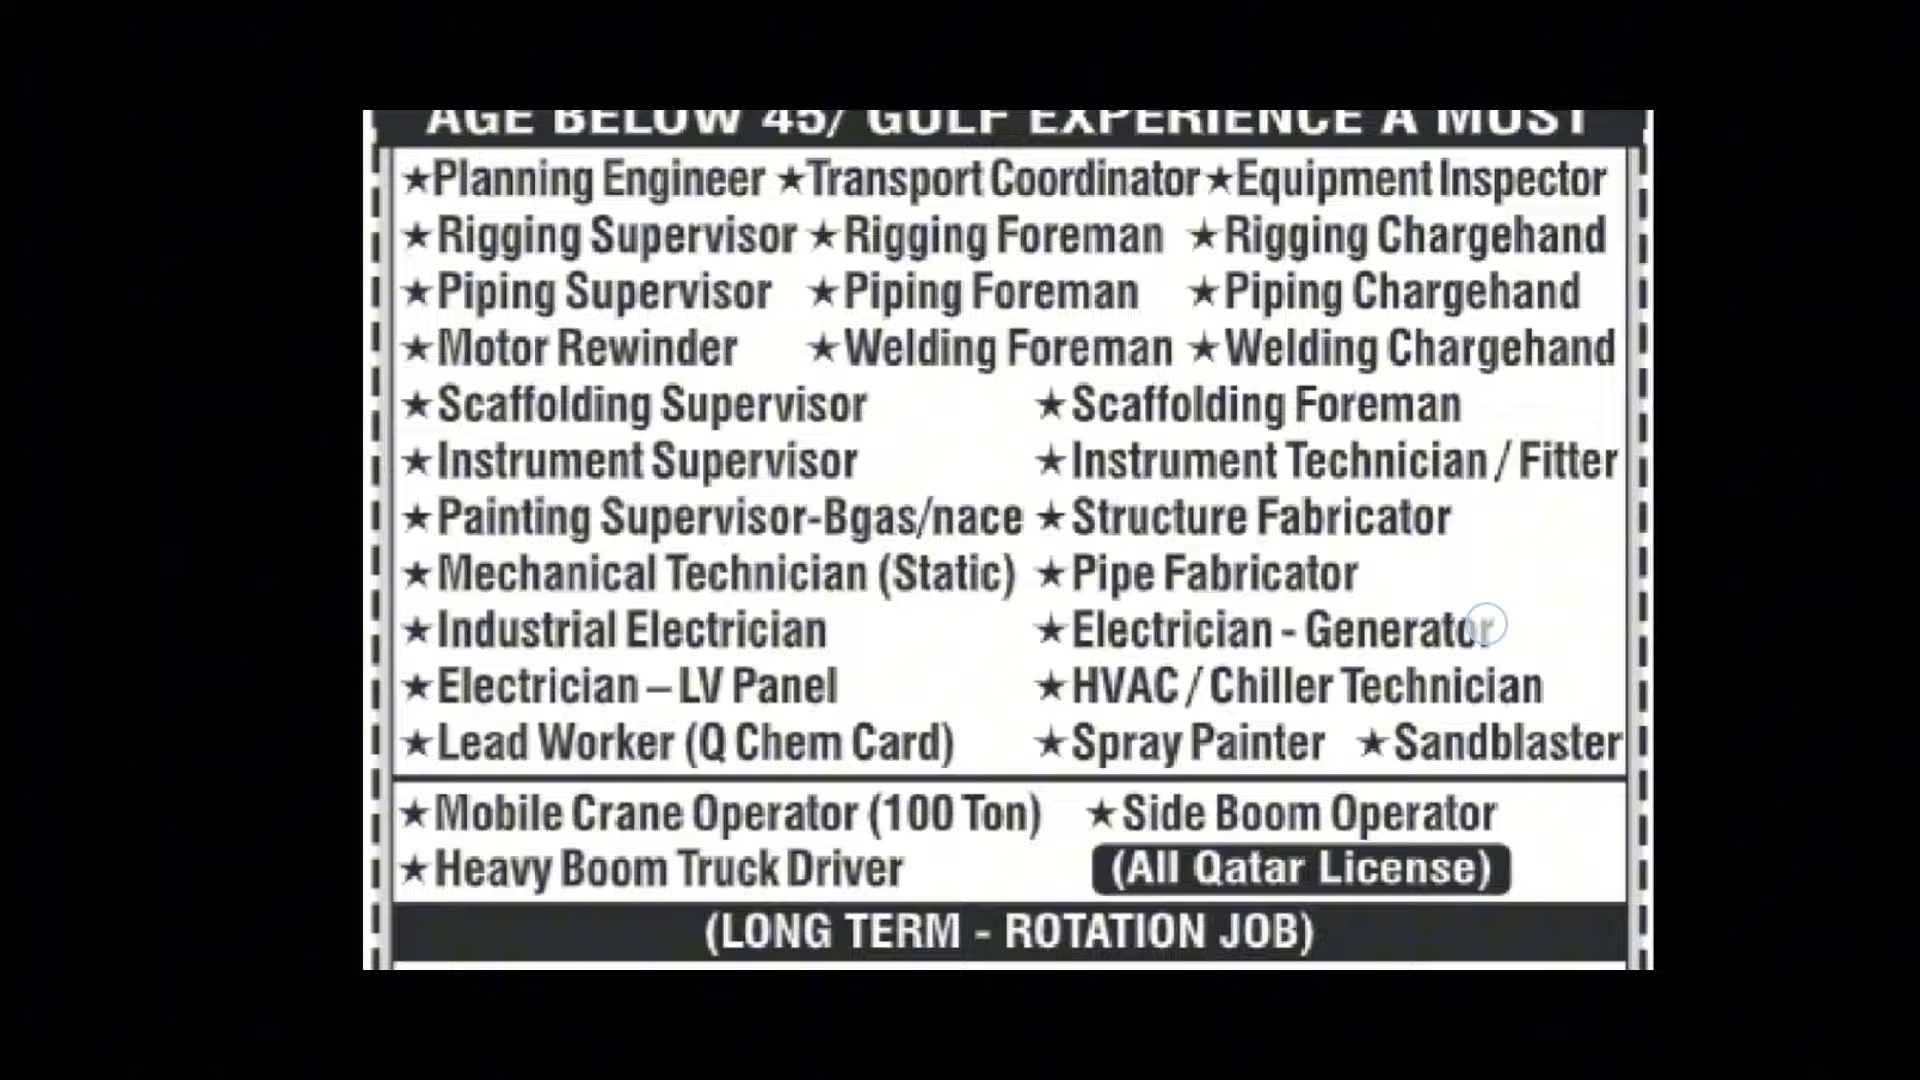 AGE BELOW 45/ GULF EXPERIENCE A MUST
★Planning Engineer ★Transport Coordinator ★Equipment Inspector
★Rigging Supervisor ★Rigging Foreman ★Rigging Chargehand
★Piping Supervisor ★Piping Foreman ★Piping Chargehand
★Motor Rewinder ★Welding Foreman ★Welding Chargehand
★Scaffolding Supervisor ★Scaffolding Foreman
★Instrument Supervisor ★Instrument Technician / Fitter
★Painting Supervisor-Bgas/nace ★Structure Fabricator
★Mechanical Technician (Static) ★Pipe Fabricator
★Industrial Electrician ★Electrician - Generator
★Electrician – LV Panel ★HVAC / Chiller Technician
★Lead Worker (Q Chem Card) ★Spray Painter ★Sandblaster
★Mobile Crane Operator (100 Ton) ★Side Boom Operator
★Heavy Boom Truck Driver (All Qatar License)
(LONG TERM - ROTATION JOB)